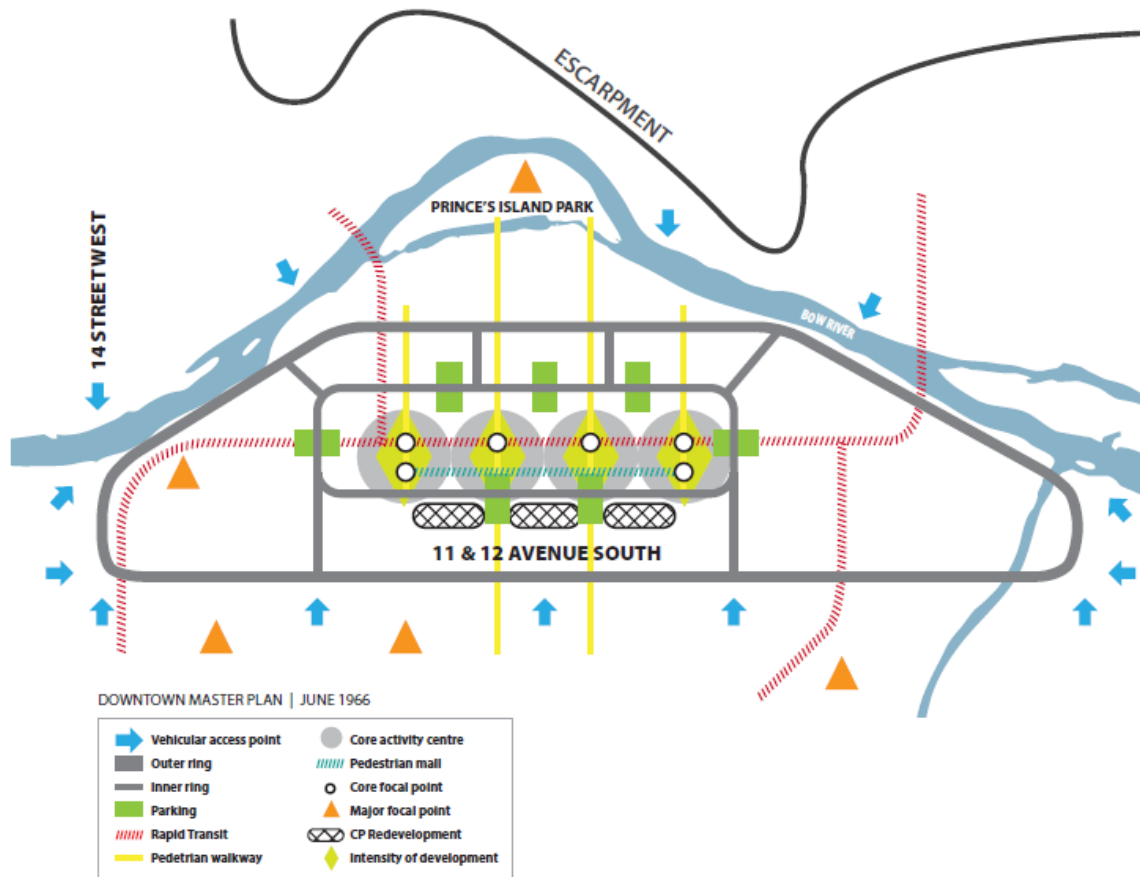 ESCARPMENT
PRINCE'S ISLAND PARK
14 STREET WEST
BOW RIVER
11 & 12 AVENUE SOUTH
DOWNTOWN MASTER PLAN | JUNE 1966
Vehicular access point
Outer ring
Inner ring
Parking
Rapid Transit
Pedetrian walkway
Core activity centre
Pedestrian mall
Core focal point
Major focal point
CP Redevelopment
Intensity of development